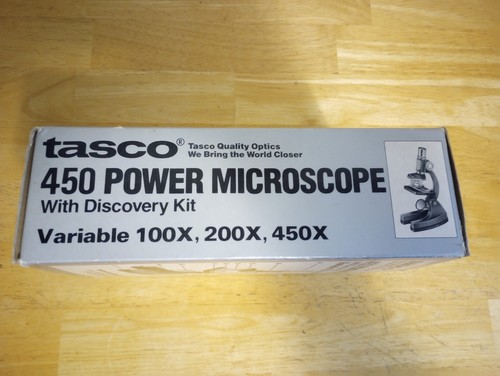 tasco® Tasco Quality Optics
We Bring the World Closer
450 POWER MICROSCOPE
With Discovery Kit
Variable 100X, 200X, 450X